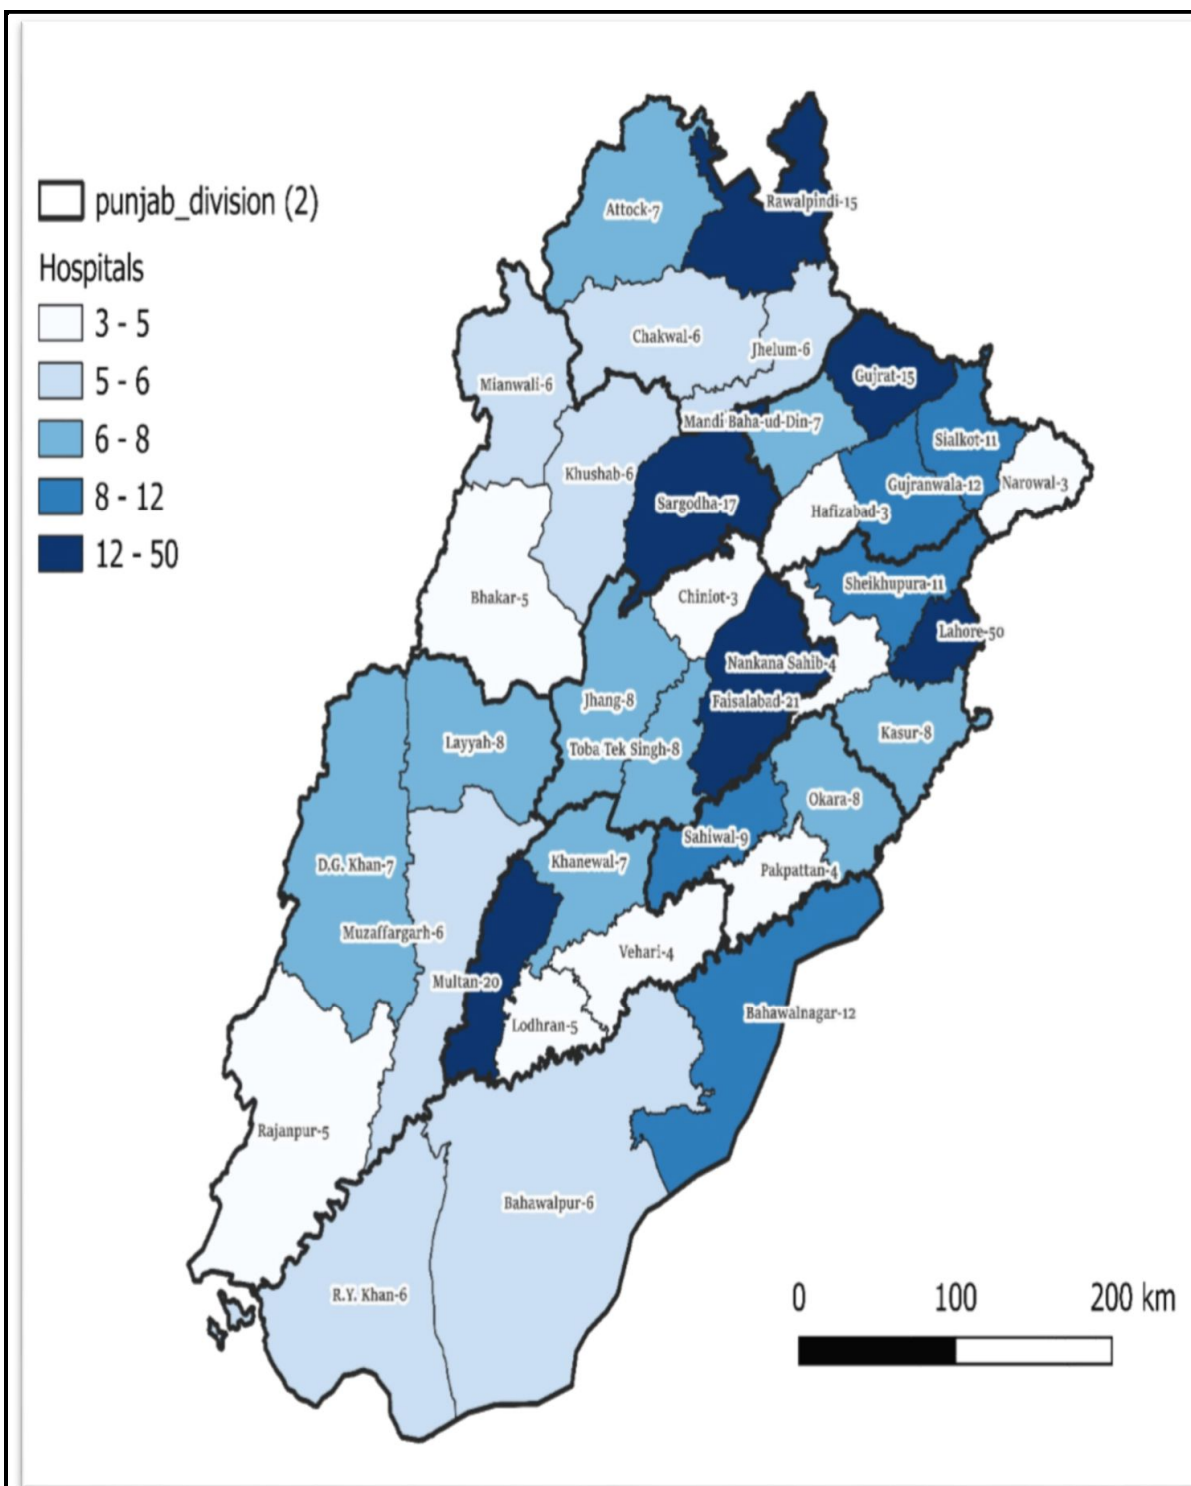 punjab_division (2)
Hospitals
3 - 5
5 - 6
6 - 8
8 - 12
12 - 50
Rawalpindi-15
Attock-7
Chakwal-6
Jhelum-6
Gujrat-15
Mianwali-6
Mandi Baha-ud-Din-7
Sialkot-11
Khushab-6
Gujranwala-12
Narowal-3
Sargodha-17
Hafizabad-3
Sheikhupura-11
Bhakar-5
Chiniot-3
Lahore-50
Nankana Sahib-4
Jhang-8
Faisalabad-21
Kasur-8
Layyah-8
Toba Tek Singh-8
Okara-8
Sahiwal-9
D.G. Khan-7
Khanewal-7
Pakpattan-4
Muzaffargarh-6
Vehari-4
Multan-20
Bahawalnagar-12
Lodhran-5
Rajanpur-5
Bahawalpur-6
R.Y. Khan-6
0 100 200 km